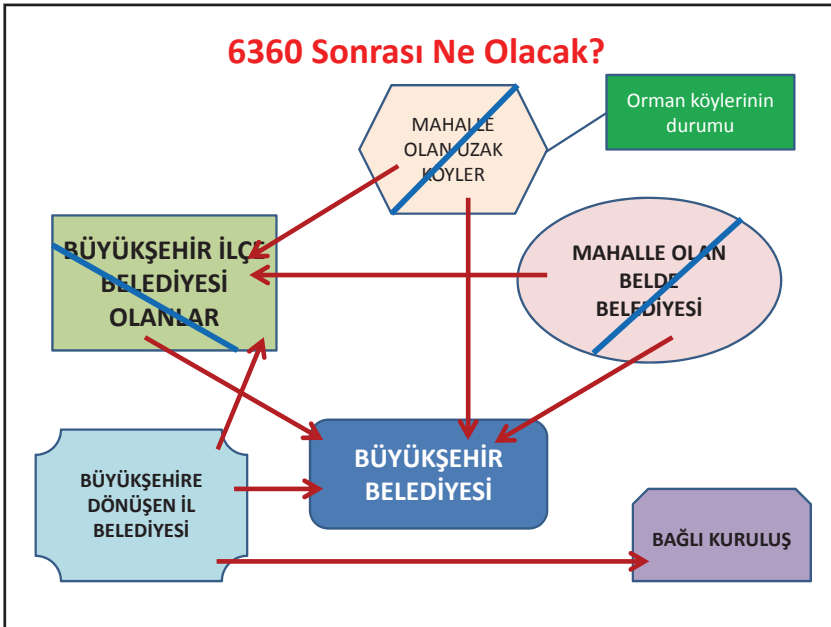 6360 Sonrası Ne Olacak?
MAHALLE
OLAN UZAK
KÖYLER
Orman köylerinin
durumu
BÜYÜKŞEHİR İLÇE
BELEDİYESİ
OLANLAR
MAHALLE OLAN
BELDE
BELEDİYESİ
BÜYÜKŞEHİR
BELEDİYESİ
BÜYÜKŞEHİRE
DÖNÜŞEN İL
BELEDİYESİ
BAĞLI KURULUŞ